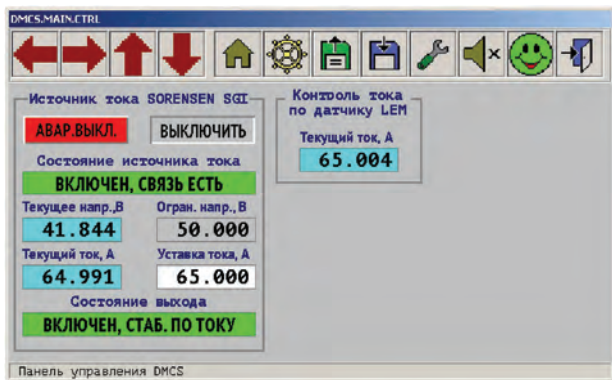 DMCS.MAIN.CTRL
Источник тока SORENSEN SGI
АВАР.ВЫКЛ. ВЫКЛЮЧИТЬ
Состояние источника тока
ВКЛЮЧЕН, СВЯЗЬ ЕСТЬ
Текущее напр.,В Огран. напр., В
41.844 50.000
Текущий ток, А Уставка тока, А
64.991 65.000
Состояние выхода
ВКЛЮЧЕН, СТАБ. ПО ТОКУ
Контроль тока
по датчику LEM
Текущий ток, А
65.004
Панель управления DMCS